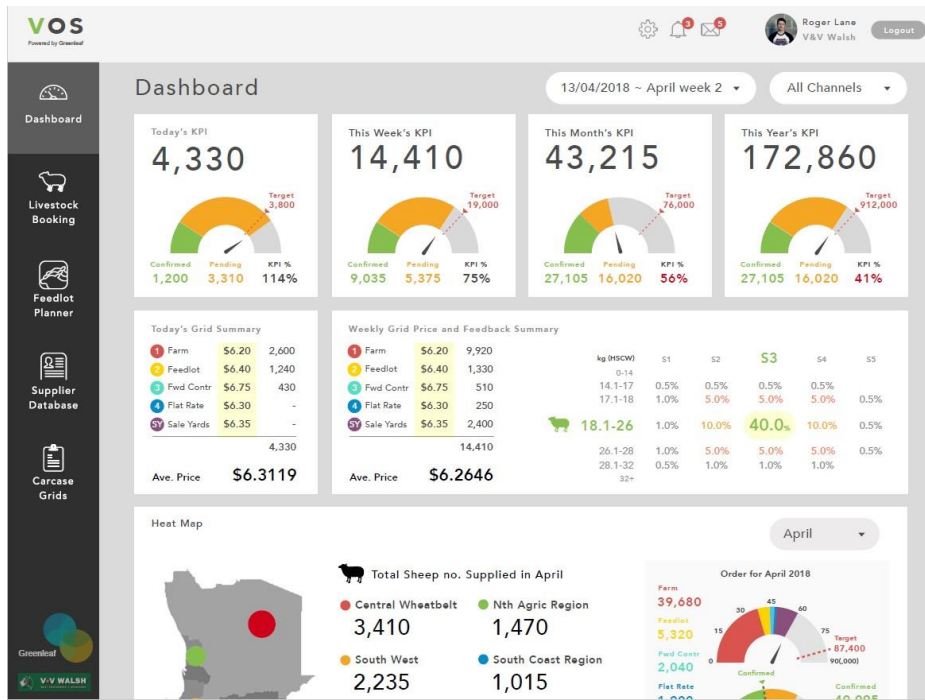 VOS
Powered by Greenleaf
3
5
Roger Lane
V&V Walsh
Logout
Dashboard
Livestock
Booking
Feedlot
Planner
Supplier
Database
Carcase
Grids
Greenleaf
V·V WALSH
Dashboard
13/04/2018 ~ April week 2
All Channels
Today's KPI
4,330
Target
3,800
Confirmed Pending KPI %
1,200 3,310 114%
This Week's KPI
14,410
Target
19,000
Confirmed Pending KPI %
9,035 5,375 75%
This Month's KPI
43,215
Target
76,000
Confirmed Pending KPI %
27,105 16,020 56%
This Year's KPI
172,860
Target
912,000
Confirmed Pending KPI %
27,105 16,020 41%
Today's Grid Summary
1 Farm $6.20 2,600
2 Feedlot $6.40 1,240
3 Fwd Contr $6.75 430
4 Flat Rate $6.30 -
SY Sale Yards $6.35 -
4,330
Ave. Price $6.3119
Weekly Grid Price and Feedback Summary
1 Farm $6.20 9,920
2 Feedlot $6.40 1,330
3 Fwd Contr $6.75 510
4 Flat Rate $6.30 250
SY Sale Yards $6.35 2,400
14,410
Ave. Price $6.2646
kg (HSCW) S1 S2 S3 S4 S5
0-14
14.1-17 0.5% 0.5% 0.5% 0.5%
17.1-18 1.0% 5.0% 5.0% 5.0% 0.5%
18.1-26 1.0% 10.0% 40.0% 10.0% 0.5%
26.1-28 1.0% 5.0% 5.0% 5.0% 0.5%
28.1-32 0.5% 1.0% 1.0% 1.0%
32+
Heat Map
April
Total Sheep no. Supplied in April
Central Wheatbelt
3,410
Nth Agric Region
1,470
South West
2,235
South Coast Region
1,015
Order for April 2018
Farm
39,680
Feedlot
5,320
Fwd Contr
2,040
Flat Rate
0
15
30
45
60
75
90(,000)
Target
87,400
Confirmed
Confirmed